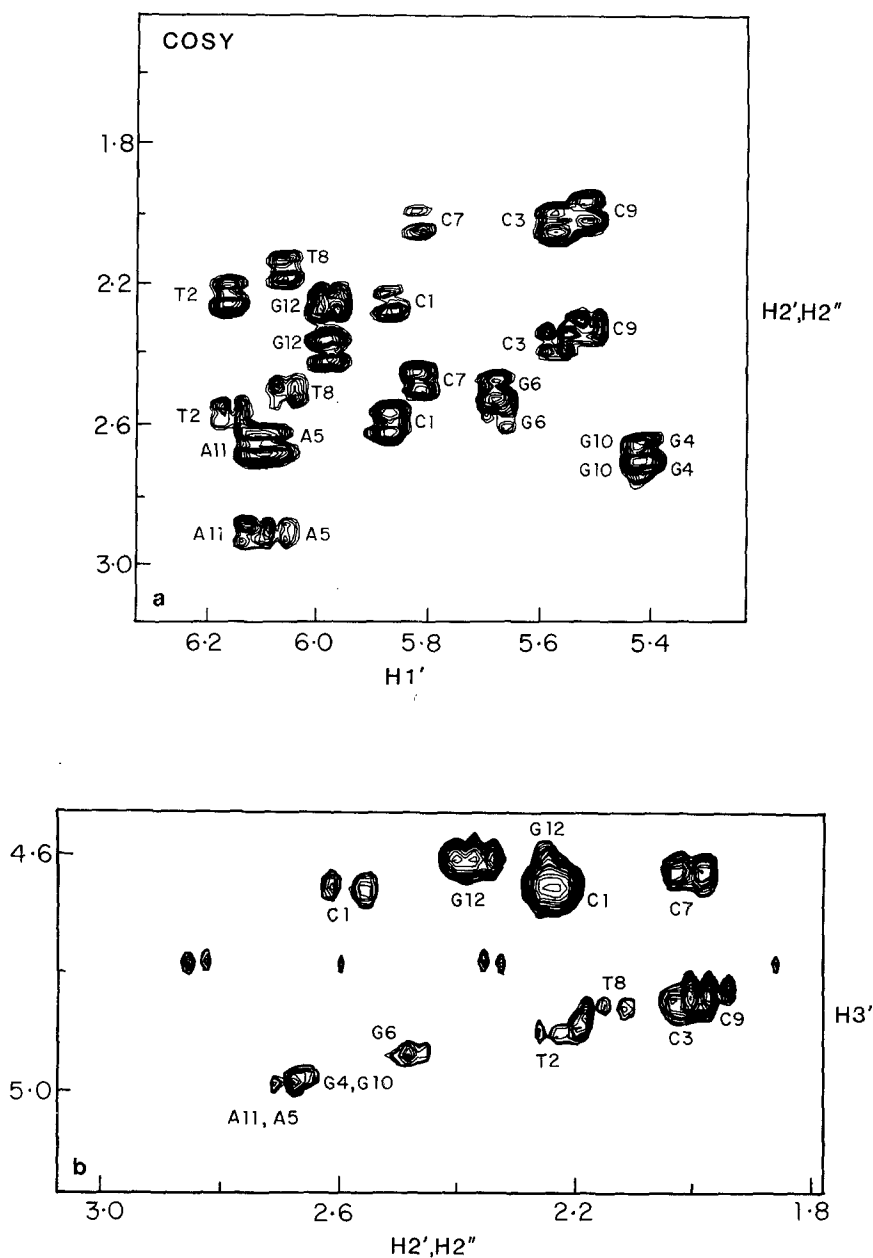 COSY
1·8
C7
C3
C9
T8
2·2
T2
G12
C1
H2',H2"
G12
C3
C9
C7
G6
T8
T2
C1
G6
2·6
A11
A5
G10
G4
G10
G4
A11
A5
3·0
a
6·2
6·0
5·8
5·6
5·4
H1'
G12
4·6
C1
G12
C1
C7
T8
H3'
G6
T2
C3
C9
5·0
G4,G10
A11, A5
b
3·0
2·6
2·2
1·8
H2',H2"